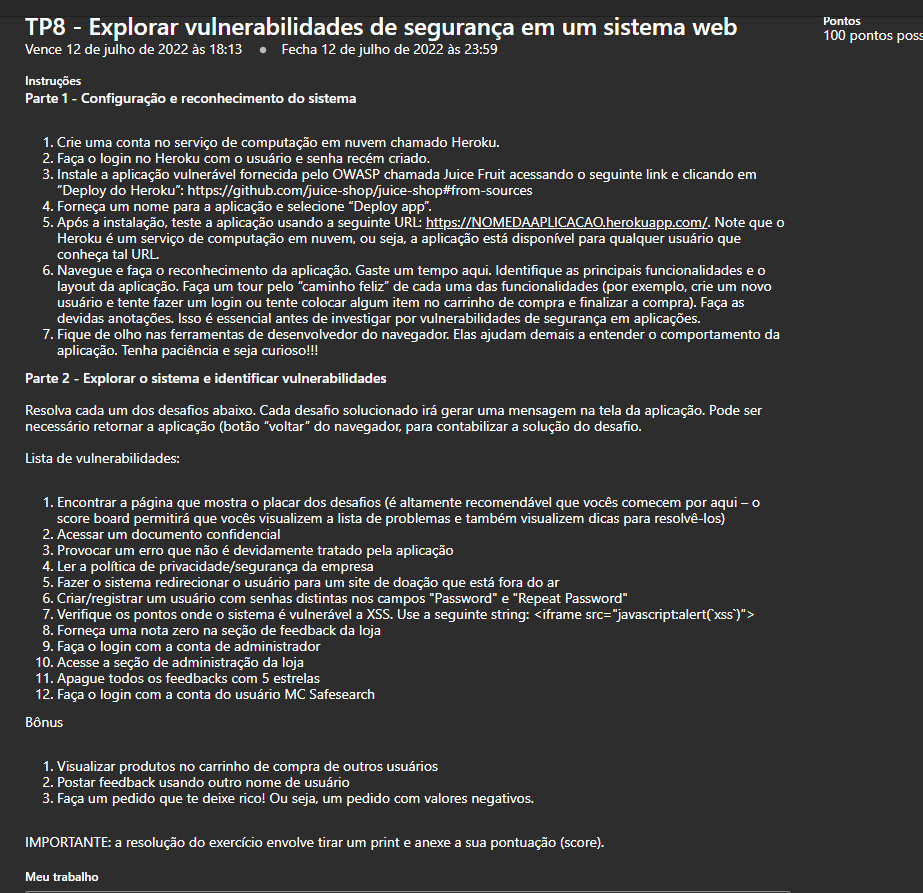 TP8 - Explorar vulnerabilidades de segurança em um sistema web
Pontos
Vence 12 de julho de 2022 às 18:13 • Fecha 12 de julho de 2022 às 23:59
100 pontos poss
Instruções
Parte 1 - Configuração e reconhecimento do sistema
1. Crie uma conta no serviço de computação em nuvem chamado Heroku.
2. Faça o login no Heroku com o usuário e senha recém criado.
3. Instale a aplicação vulnerável fornecida pelo OWASP chamada Juice Fruit acessando o seguinte link e clicando em
“Deploy do Heroku”: https://github.com/juice-shop/juice-shop#from-sources
4. Forneça um nome para a aplicação e selecione “Deploy app”.
5. Após a instalação, teste a aplicação usando a seguinte URL: https://NOMEDAAPLICACAO.herokuapp.com/. Note que o
Heroku é um serviço de computação em nuvem, ou seja, a aplicação está disponível para qualquer usuário que
conheça tal URL.
6. Navegue e faça o reconhecimento da aplicação. Gaste um tempo aqui. Identifique as principais funcionalidades e o
layout da aplicação. Faça um tour pelo “caminho feliz” de cada uma das funcionalidades (por exemplo, crie um novo
usuário e tente fazer um login ou tente colocar algum item no carrinho de compra e finalizar a compra). Faça as
devidas anotações. Isso é essencial antes de investigar por vulnerabilidades de segurança em aplicações.
7. Fique de olho nas ferramentas de desenvolvedor do navegador. Elas ajudam demais a entender o comportamento da
aplicação. Tenha paciência e seja curioso!!!
Parte 2 - Explorar o sistema e identificar vulnerabilidades
Resolva cada um dos desafios abaixo. Cada desafio solucionado irá gerar uma mensagem na tela da aplicação. Pode ser
necessário retornar a aplicação (botão “voltar” do navegador, para contabilizar a solução do desafio.
Lista de vulnerabilidades:
1. Encontrar a página que mostra o placar dos desafios (é altamente recomendável que vocês comecem por aqui – o
score board permitirá que vocês visualizem a lista de problemas e também visualizem dicas para resolvê-los)
2. Acessar um documento confidencial
3. Provocar um erro que não é devidamente tratado pela aplicação
4. Ler a política de privacidade/segurança da empresa
5. Fazer o sistema redirecionar o usuário para um site de doação que está fora do ar
6. Criar/registrar um usuário com senhas distintas nos campos "Password" e "Repeat Password"
7. Verifique os pontos onde o sistema é vulnerável a XSS. Use a seguinte string: <iframe src="javascript:alert(`xss`)">
8. Forneça uma nota zero na seção de feedback da loja
9. Faça o login com a conta de administrador
10. Acesse a seção de administração da loja
11. Apague todos os feedbacks com 5 estrelas
12. Faça o login com a conta do usuário MC Safesearch
Bônus
1. Visualizar produtos no carrinho de compra de outros usuários
2. Postar feedback usando outro nome de usuário
3. Faça um pedido que te deixe rico! Ou seja, um pedido com valores negativos.
IMPORTANTE: a resolução do exercício envolve tirar um print e anexe a sua pontuação (score).
Meu trabalho